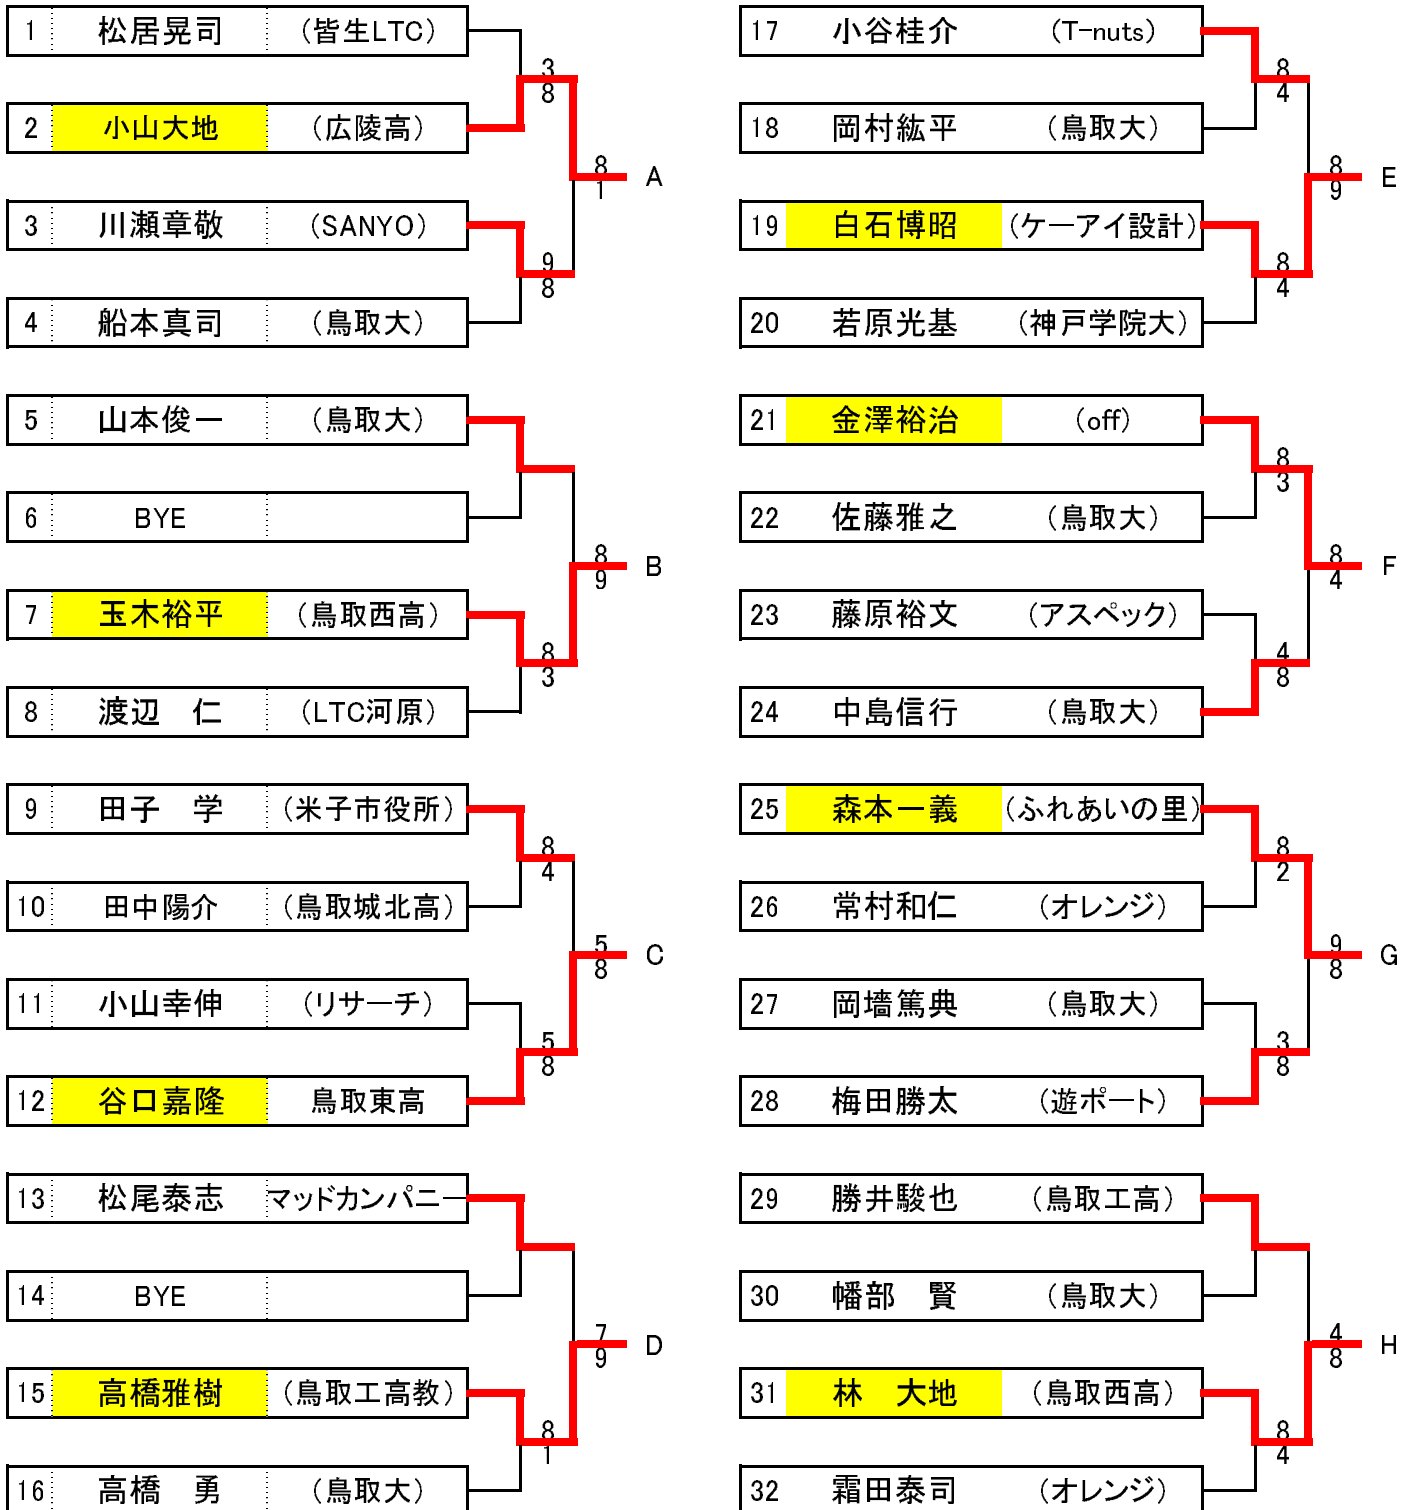 1 松居晃司 (皆生LTC)
3
8
2 小山大地 (広陵高)
8
1
A
3 川瀬章敬 (SANYO)
9
8
4 船本真司 (鳥取大)
5 山本俊一 (鳥取大)
6 BYE
8
9
B
7 玉木裕平 (鳥取西高)
8
3
8 渡辺　仁 (LTC河原)
9 田子　学 (米子市役所)
8
4
10 田中陽介 (鳥取城北高)
5
8
C
11 小山幸伸 (リサーチ)
5
8
12 谷口嘉隆 鳥取東高
13 松尾泰志 マッドカンパニー
14 BYE
7
9
D
15 高橋雅樹 (鳥取工高教)
8
1
16 高橋　勇 (鳥取大)
17 小谷桂介 (T-nuts)
8
4
18 岡村紘平 (鳥取大)
8
9
E
19 白石博昭 (ケーアイ設計)
8
4
20 若原光基 (神戸学院大)
21 金澤裕治 (off)
8
3
22 佐藤雅之 (鳥取大)
8
4
F
23 藤原裕文 (アスペック)
4
8
24 中島信行 (鳥取大)
25 森本一義 (ふれあいの里)
8
2
26 常村和仁 (オレンジ)
9
8
G
27 岡墻篤典 (鳥取大)
3
8
28 梅田勝太 (遊ポート)
29 勝井駿也 (鳥取工高)
30 幡部　賢 (鳥取大)
4
8
H
31 林　大地 (鳥取西高)
8
4
32 霜田泰司 (オレンジ)